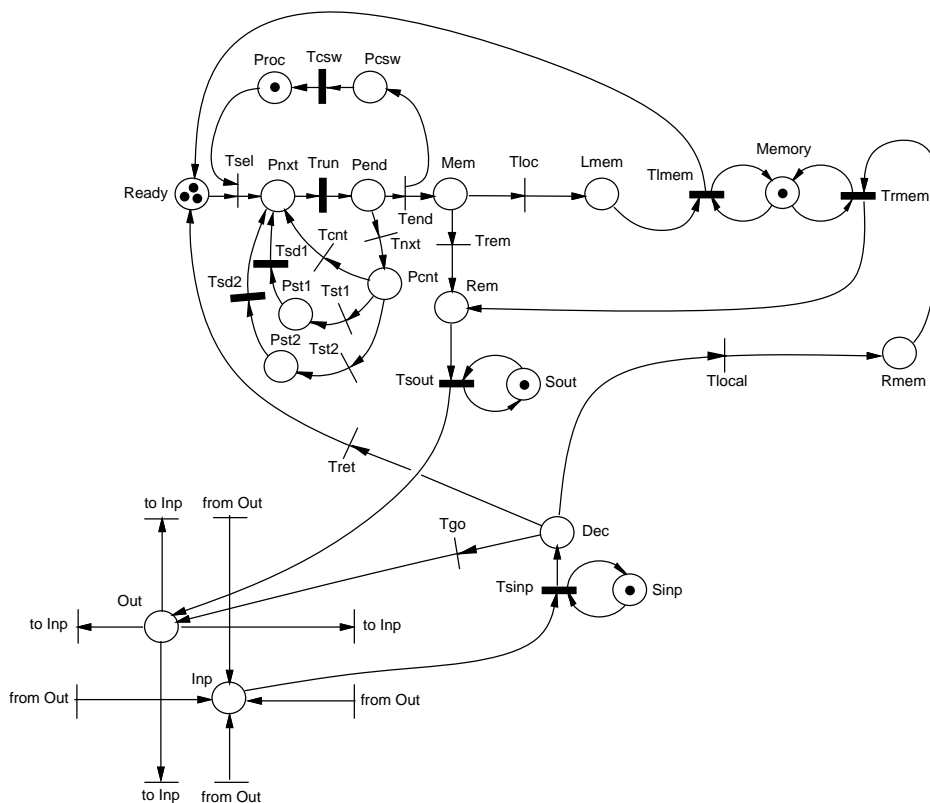 Proc
Tcsw
Pcsw
Ready
Tsel
Pnxt
Trun
Pend
Tend
Mem
Tloc
Lmem
Tlmem
Memory
Trmem
Tcnt
Tnxt
Trem
Tsd1
Tsd2
Pst1
Tst1
Pcnt
Rem
Pst2
Tst2
Tsout
Sout
Tlocal
Rmem
Tret
to Inp
from Out
Tgo
Dec
Tsinp
Sinp
Out
to Inp
to Inp
Inp
from Out
from Out
to Inp
from Out